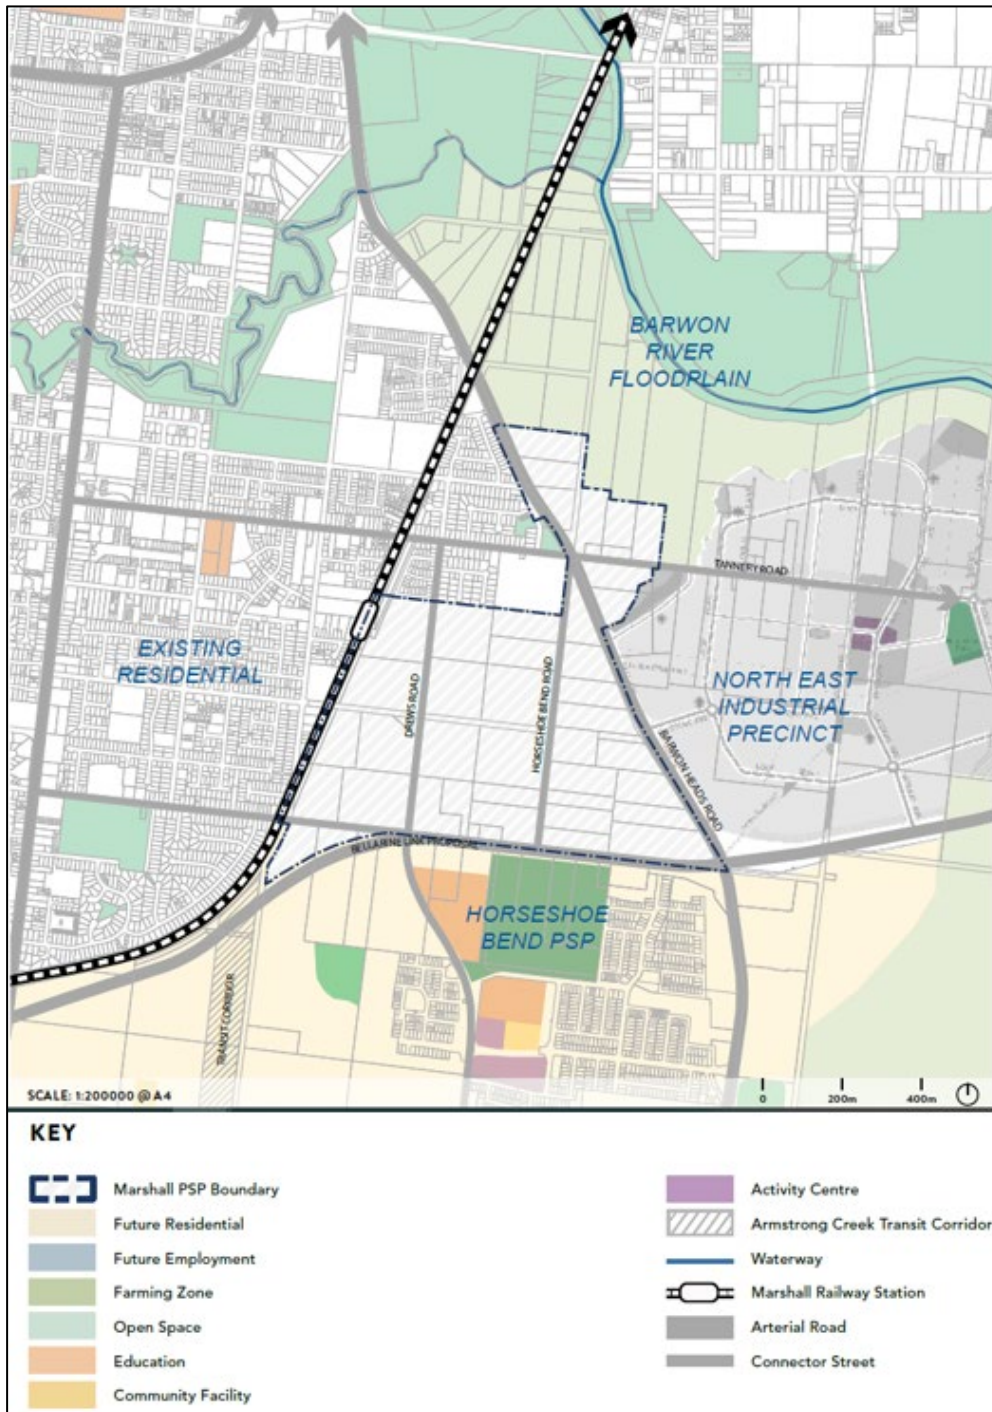 BARWON
RIVER
FLOODPLAIN
TANNERY ROAD
EXISTING
RESIDENTIAL
NORTH EAST
INDUSTRIAL
PRECINCT
DREWS ROAD
HORSESHOE BEND ROAD
BARWON HEADS ROAD
BELLARINE LINK PROPOSAL
HORSESHOE
BEND PSP
TRANSIT CORRIDOR
SCALE: 1:200000 @ A4
0 200m 400m
KEY
Marshall PSP Boundary
Future Residential
Future Employment
Farming Zone
Open Space
Education
Community Facility
Activity Centre
Armstrong Creek Transit Corridor
Waterway
Marshall Railway Station
Arterial Road
Connector Street